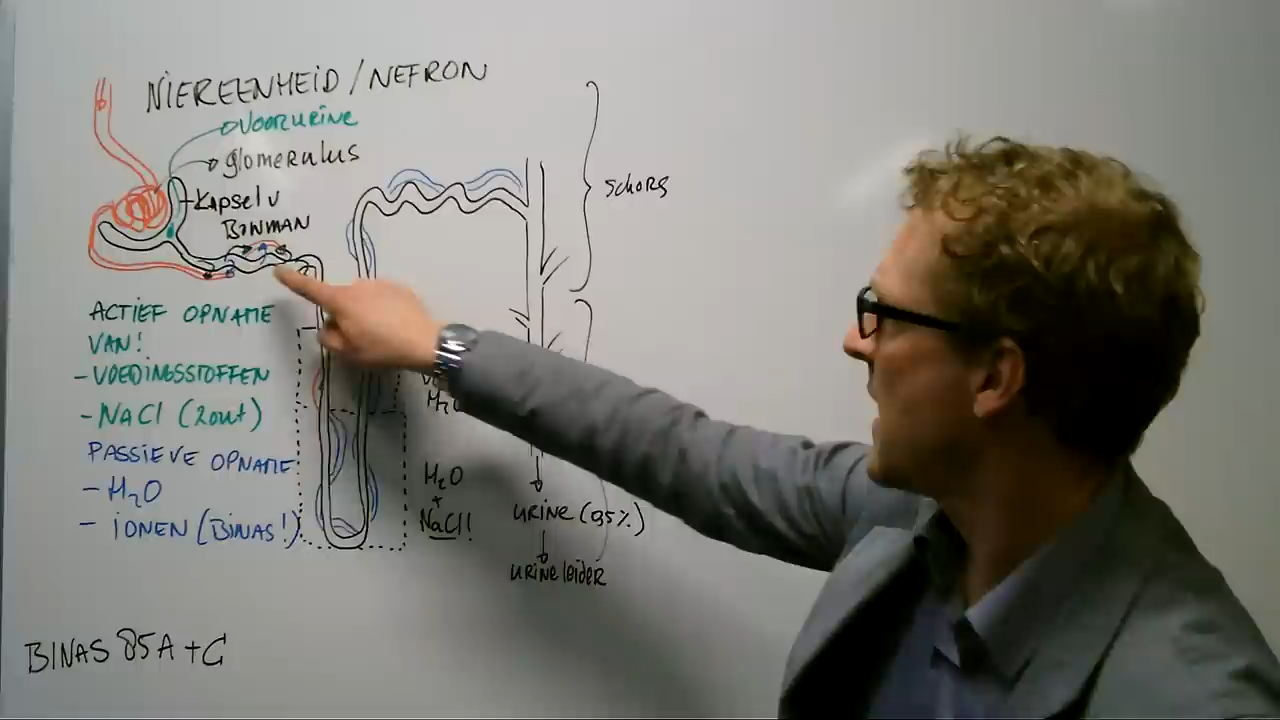 NIEREENHEID / NEFRON
VOORURINE
glomerulus
Kapsel v
BOWMAN
schors
ACTIEF OPNAME
VAN!
- VOEDINGSSTOFFEN
- NaCl (zout)
PASSIEVE OPNAME
- H₂O
- IONEN (BINAS!)
H₂O
H₂O
+
NaCl!
URINE (95%)
urineleider
BINAS 85A + C